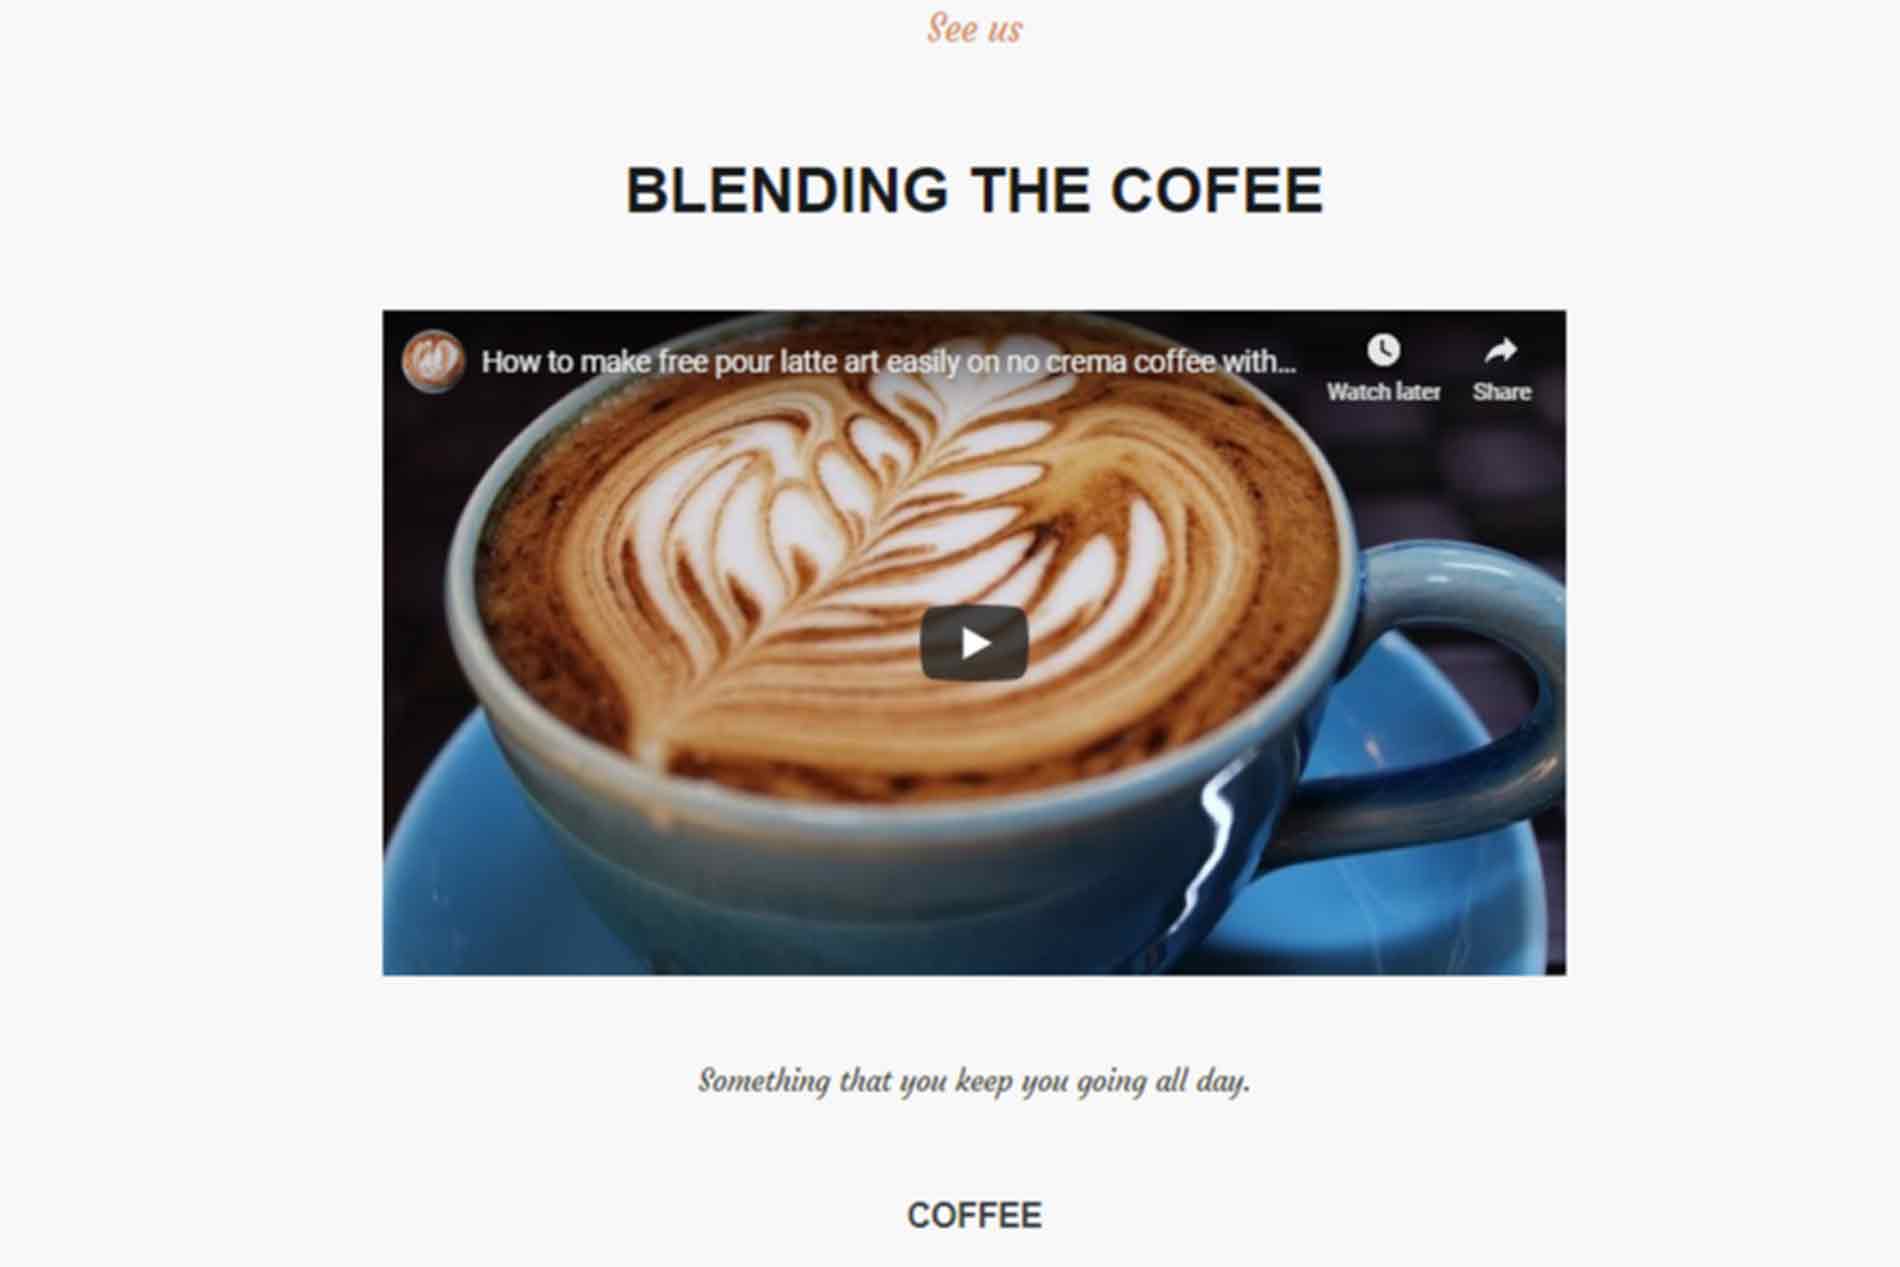 See us
BLENDING THE COFEE
How to make free pour latte art easily on no crema coffee with...
Watch later
Share
Something that you keep you going all day.
COFFEE